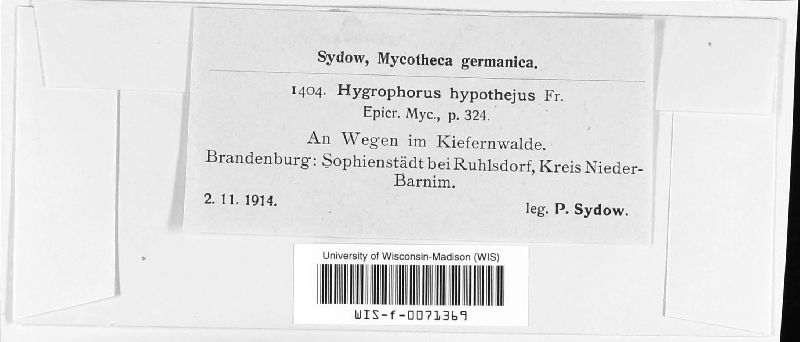 Sydow, Mycotheca germanica.
1404. Hygrophorus hypothejus Fr.
Epicr. Myc., p. 324.
An Wegen im Kiefernwalde.
Brandenburg: Sophienstädt bei Ruhlsdorf, Kreis Nieder-
Barnim.
2. 11. 1914. leg. P. Sydow.
University of Wisconsin-Madison (WIS)
WIS-f-0071369